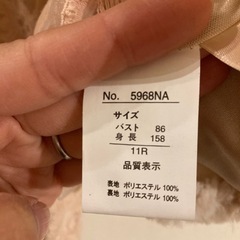 No. 5968NA
サイズ
バスト 86
身長 158
11R
品質表示
表地 ポリエステル 100%
裏地 ポリエステル 100%